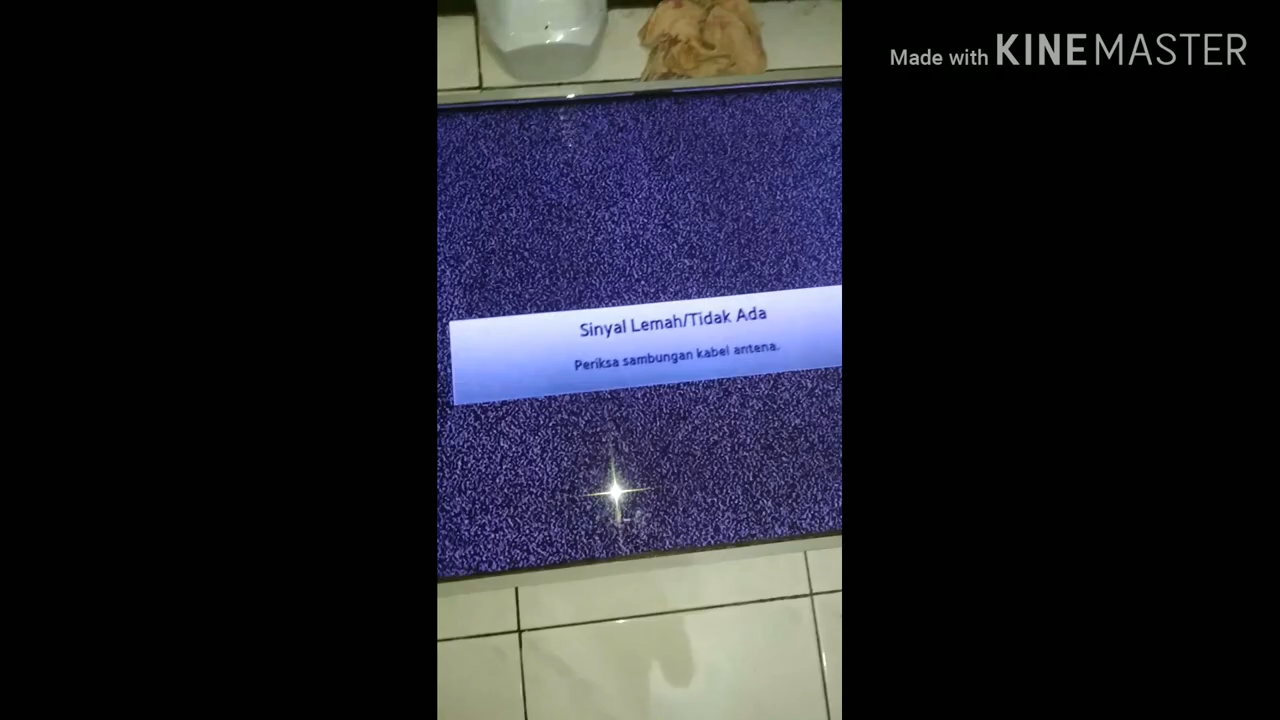 Made with KINEMASTER
Sinyal Lemah/Tidak Ada
Periksa sambungan kabel antena.